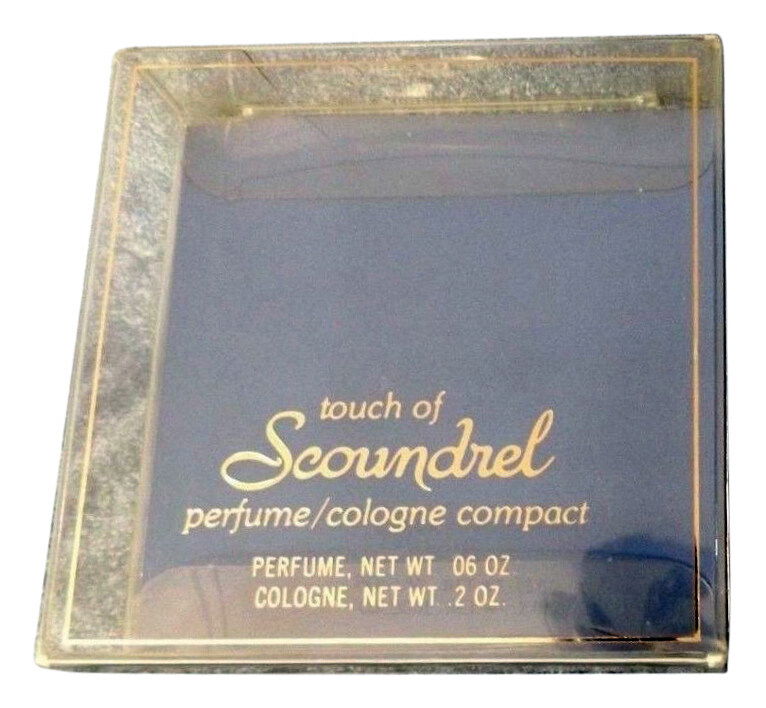 touch of
Scoundrel
perfume/cologne compact
PERFUME, NET WT .06 OZ
COLOGNE, NET WT. .2 OZ.